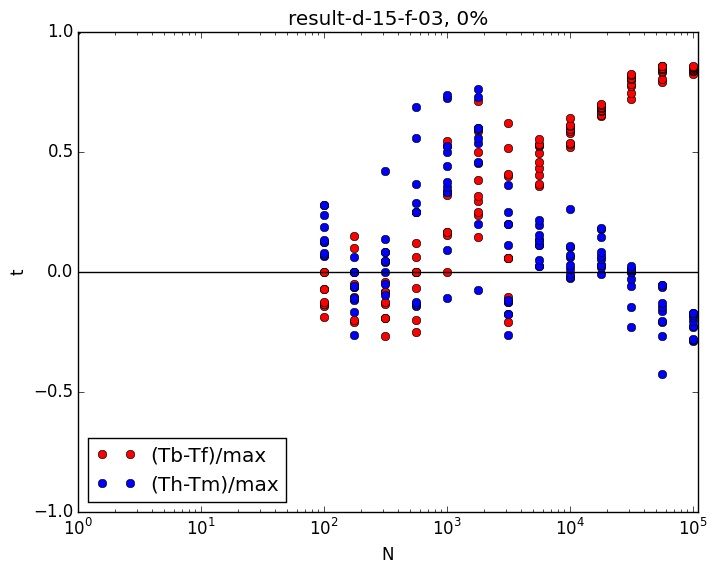 result-d-15-f-03, 0%
1.0
0.5
0.0
−0.5
−1.0
t
(Tb-Tf)/max
(Th-Tm)/max
10⁰ 10¹ 10² 10³ 10⁴ 10⁵
N